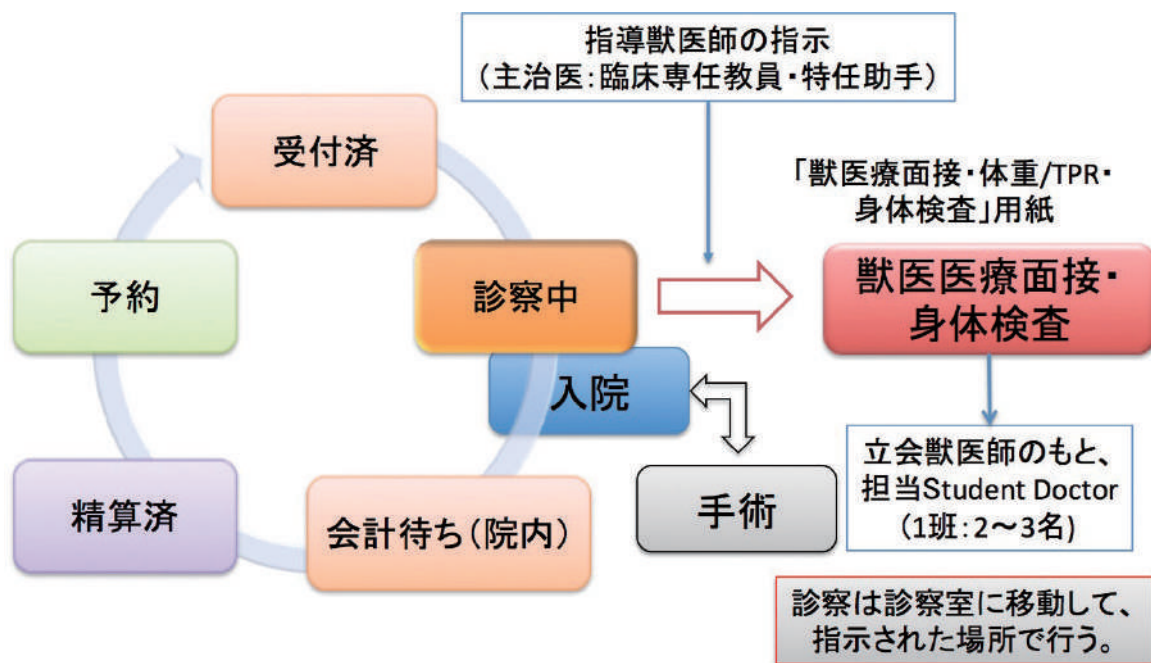 指導獣医師の指示
（主治医：臨床専任教員・特任助手）
受付済
「獣医療面接・体重/TPR・
身体検査」用紙
予約
診察中
獣医医療面接・
身体検査
入院
立会獣医師のもと、
担当Student Doctor
（1班：2～3名）
精算済
会計待ち（院内）
手術
診察は診察室に移動して、
指示された場所で行う。